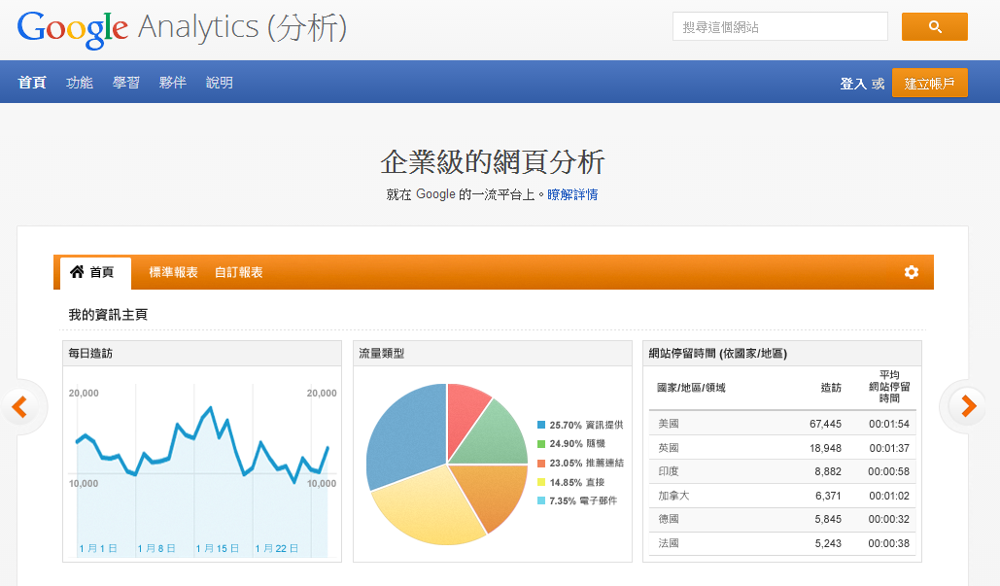 Google Analytics (分析)
搜尋這個網站
首頁 功能 學習 夥伴 說明
登入 或 建立帳戶
企業級的網頁分析
就在 Google 的一流平台上。瞭解詳情
首頁 標準報表 自訂報表
我的資訊主頁
每日造訪
20,000 20,000
10,000 10,000
1 月 1 日 1 月 8 日 1 月 15 日 1 月 22 日
流量類型
25.70% 資訊提供
24.90% 隨機
23.05% 推薦連結
14.85% 直接
7.35% 電子郵件
網站停留時間 (依國家/地區)
國家/地區/領域 造訪 平均
網站停留
時間
美國 67,445 00:01:54
英國 18,948 00:01:37
印度 8,882 00:00:58
加拿大 6,371 00:01:02
德國 5,845 00:00:32
法國 5,243 00:00:38